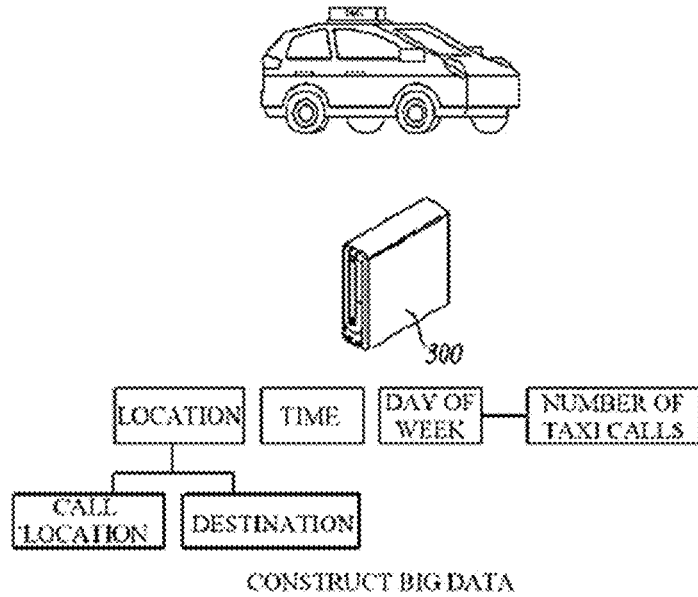 300
LOCATION
TIME
DAY OF
WEEK
NUMBER OF
TAXI CALLS
CALL
LOCATION
DESTINATION
CONSTRUCT BIG DATA